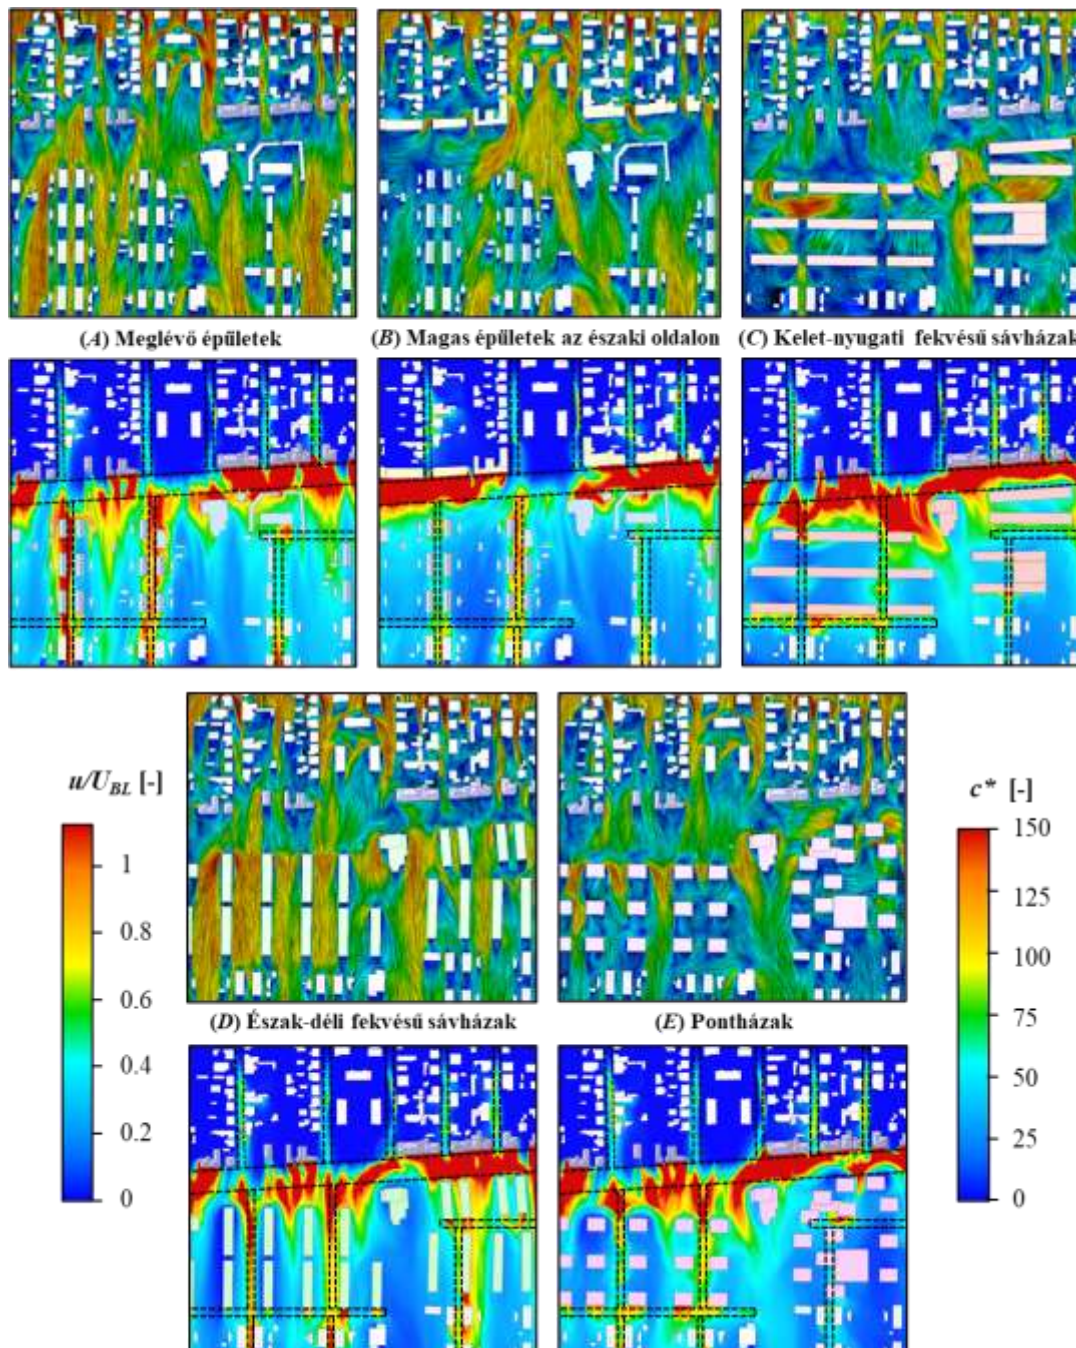 (A) Meglévő épületek
(B) Magas épületek az északi oldalon
(C) Kelet-nyugati fekvésű sávházak
u/U_BL [-]
1
0.8
0.6
0.4
0.2
0
c* [-]
150
125
100
75
50
25
0
(D) Észak-déli fekvésű sávházak
(E) Pontházak